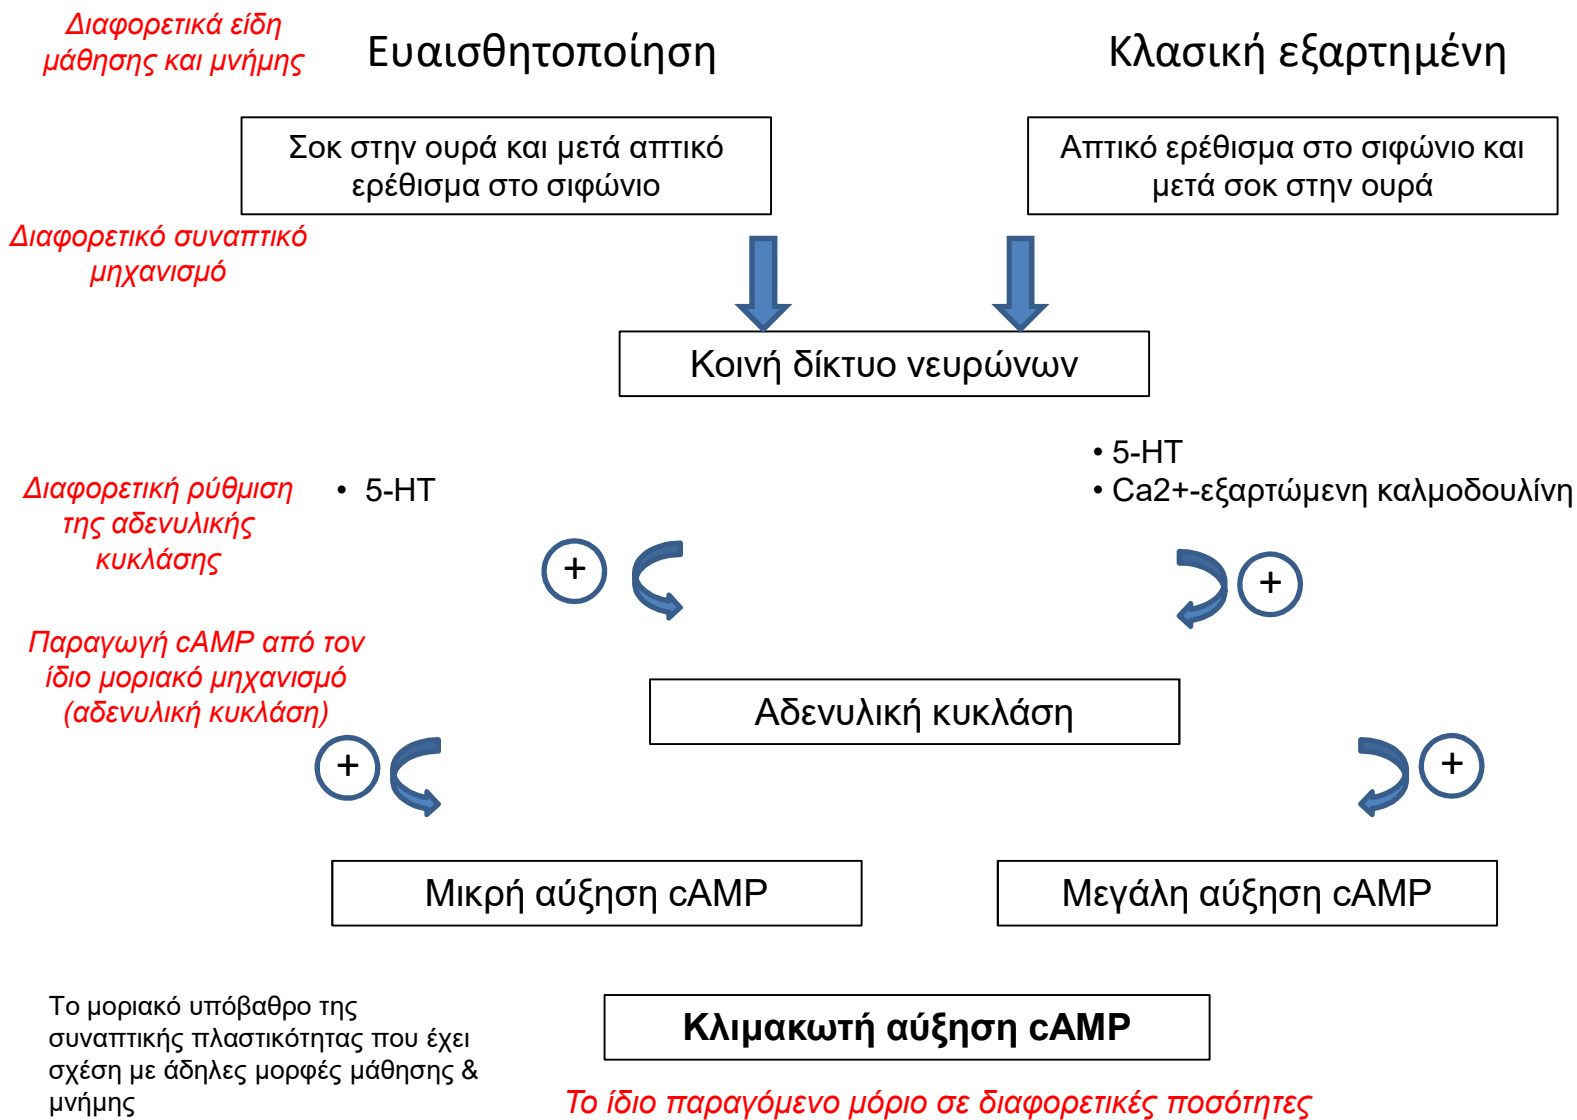 Διαφορετικά είδη
μάθησης και μνήμης
Ευαισθητοποίηση
Κλασική εξαρτημένη
Σοκ στην ουρά και μετά απτικό
ερέθισμα στο σιφώνιο
Απτικό ερέθισμα στο σιφώνιο και
μετά σοκ στην ουρά
Διαφορετικό συναπτικό
μηχανισμό
Κοινή δίκτυο νευρώνων
Διαφορετική ρύθμιση
της αδενυλικής
κυκλάσης
• 5-HT
• 5-HT
• Ca2+-εξαρτώμενη καλμοδουλίνη
+
+
Παραγωγή cAMP από τον
ίδιο μοριακό μηχανισμό
(αδενυλική κυκλάση)
Αδενυλική κυκλάση
+
+
Μικρή αύξηση cAMP
Μεγάλη αύξηση cAMP
Το μοριακό υπόβαθρο της
συναπτικής πλαστικότητας που έχει
σχέση με άδηλες μορφές μάθησης &
μνήμης
Κλιμακωτή αύξηση cAMP
Το ίδιο παραγόμενο μόριο σε διαφορετικές ποσότητες